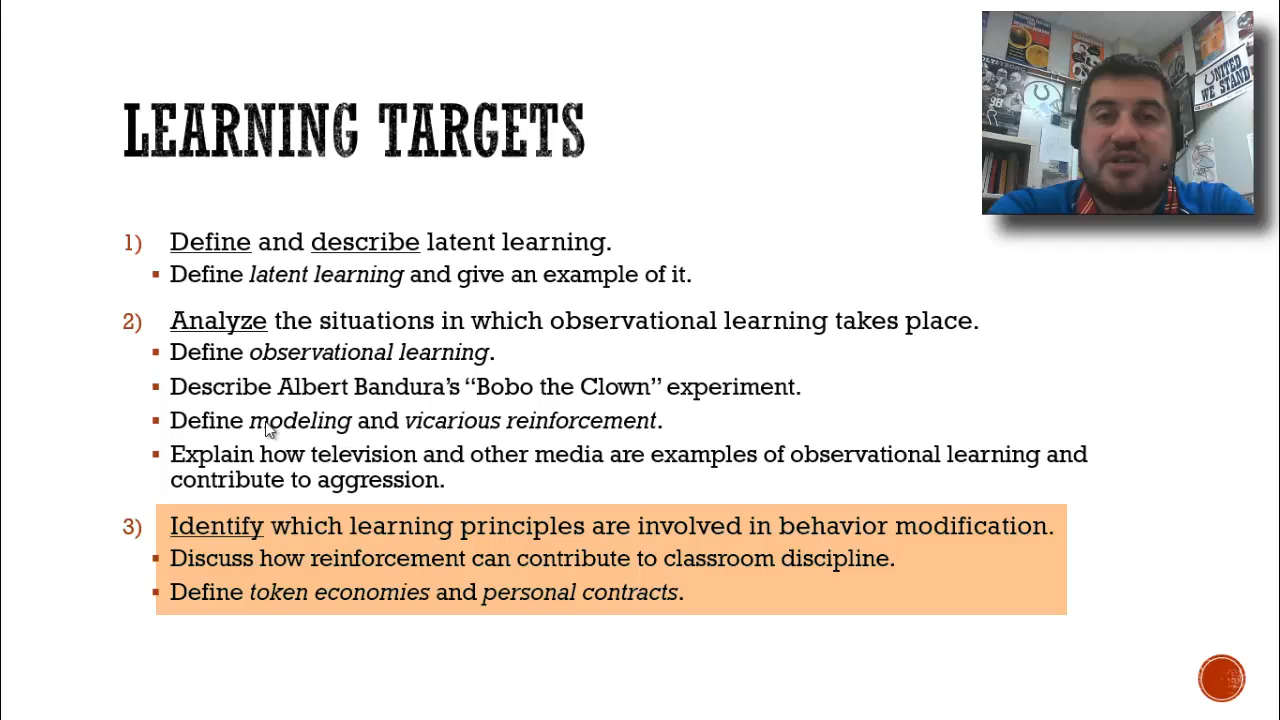 LEARNING TARGETS
UNITED
WE STAND
98
1) Define and describe latent learning.
▪ Define latent learning and give an example of it.
2) Analyze the situations in which observational learning takes place.
▪ Define observational learning.
▪ Describe Albert Bandura's “Bobo the Clown” experiment.
▪ Define modeling and vicarious reinforcement.
▪ Explain how television and other media are examples of observational learning and
contribute to aggression.
3) Identify which learning principles are involved in behavior modification.
▪ Discuss how reinforcement can contribute to classroom discipline.
▪ Define token economies and personal contracts.